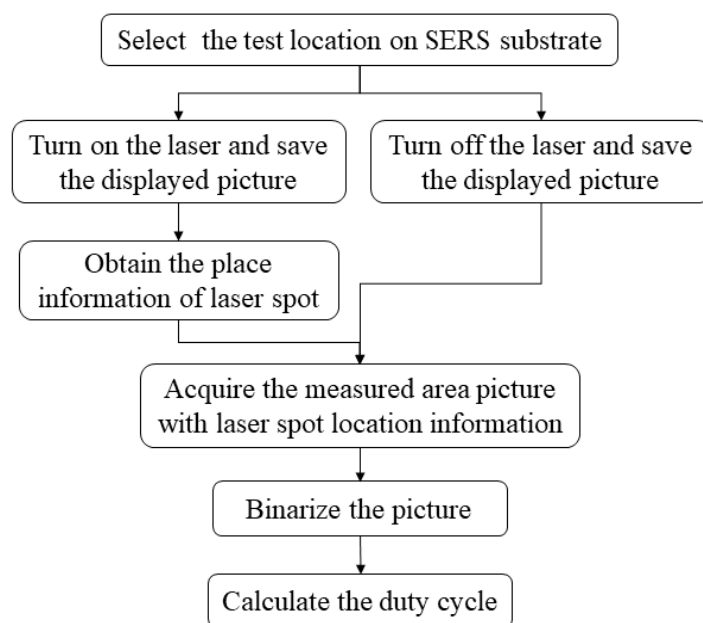 Select the test location on SERS substrate
Turn on the laser and save
the displayed picture
Turn off the laser and save
the displayed picture
Obtain the place
information of laser spot
Acquire the measured area picture
with laser spot location information
Binarize the picture
Calculate the duty cycle